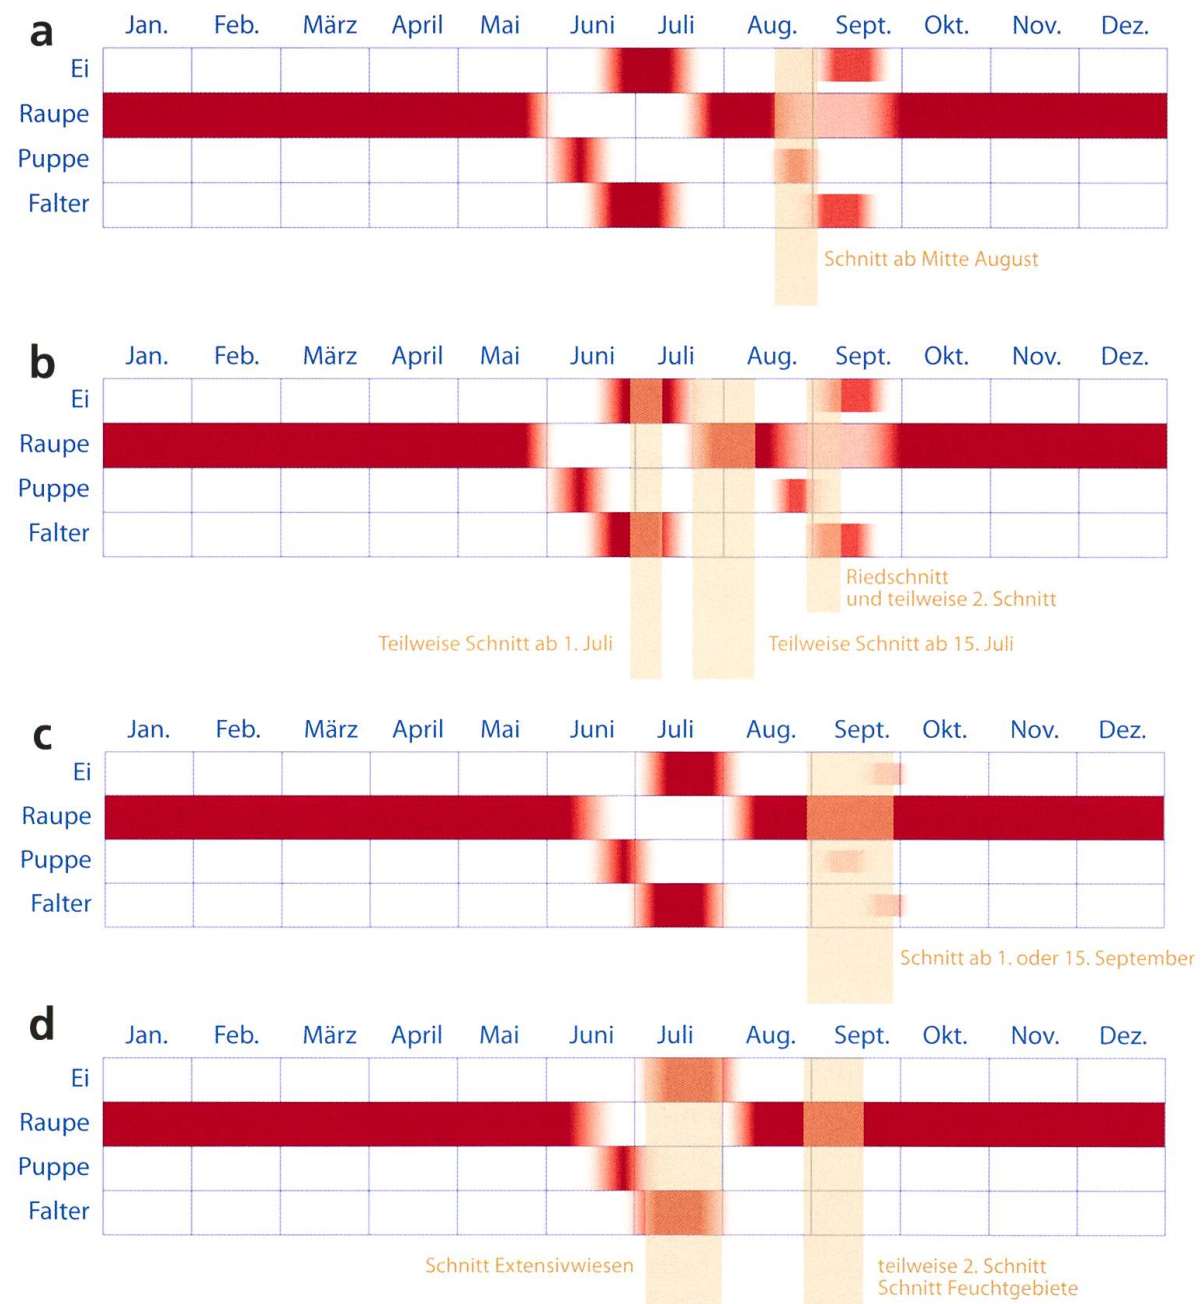 a
Jan. Feb. März April Mai Juni Juli Aug. Sept. Okt. Nov. Dez.
Ei
Raupe
Puppe
Falter
Schnitt ab Mitte August
b
Jan. Feb. März April Mai Juni Juli Aug. Sept. Okt. Nov. Dez.
Ei
Raupe
Puppe
Falter
Riedschnitt
und teilweise 2. Schnitt
Teilweise Schnitt ab 1. Juli
Teilweise Schnitt ab 15. Juli
c
Jan. Feb. März April Mai Juni Juli Aug. Sept. Okt. Nov. Dez.
Ei
Raupe
Puppe
Falter
Schnitt ab 1. oder 15. September
d
Jan. Feb. März April Mai Juni Juli Aug. Sept. Okt. Nov. Dez.
Ei
Raupe
Puppe
Falter
Schnitt Extensivwiesen
teilweise 2. Schnitt
Schnitt Feuchtgebiete